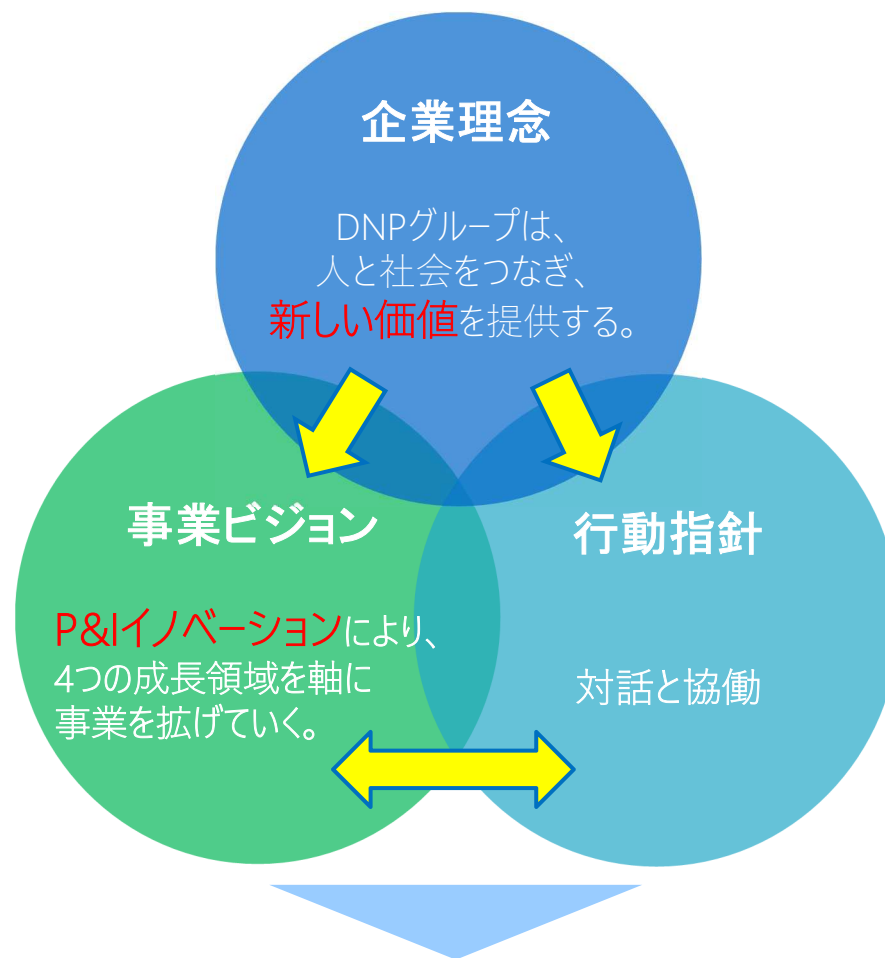 企業理念
DNPグループは、
人と社会をつなぎ、
新しい価値を提供する。
事業ビジョン
P&Iイノベーションにより、
4つの成長領域を軸に
事業を拡げていく。
行動指針
対話と協働